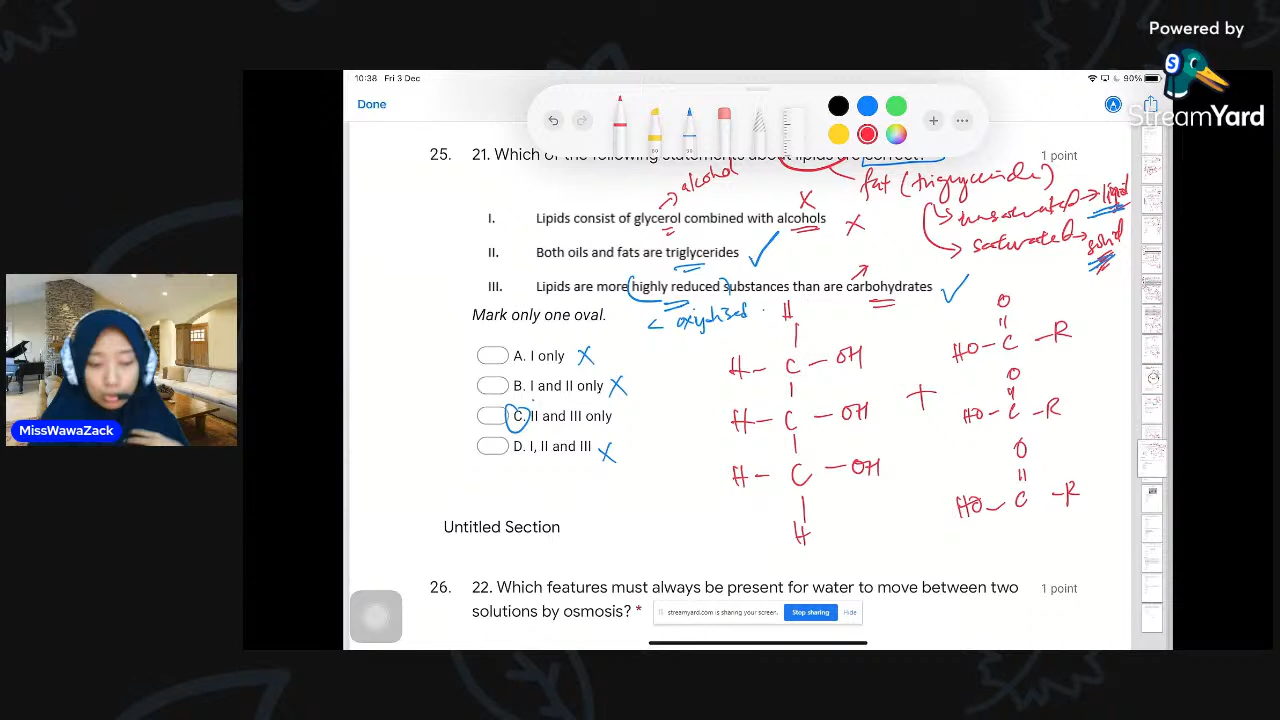 Powered by
StreamYard
10:38 Fri 3 Dec
90%
Done
25. 21. Which of the following statements about lipids are correct? 1 point
alcohol
fat (triglyceride)
unsaturated → liquid
saturated → solid
I. Lipids consist of glycerol combined with alcohols X
X
II. Both oils and fats are triglycerides
III. Lipids are more highly reduced substances than are carbohydrates
< oxydised
Mark only one oval.
A. I only X
B. I and II only X
C. II and III only
D. I, II and III X
H
H - C - OH
H - C - OH
H - C - OH
H
+
O
HO - C - R
O
HO - C - R
O
HO - C - R
MissWawaZack
Untitled Section
26. 22. Which features must always be present for water to move between two 1 point
solutions by osmosis? *
streamyard.com is sharing your screen. Stop sharing Hide